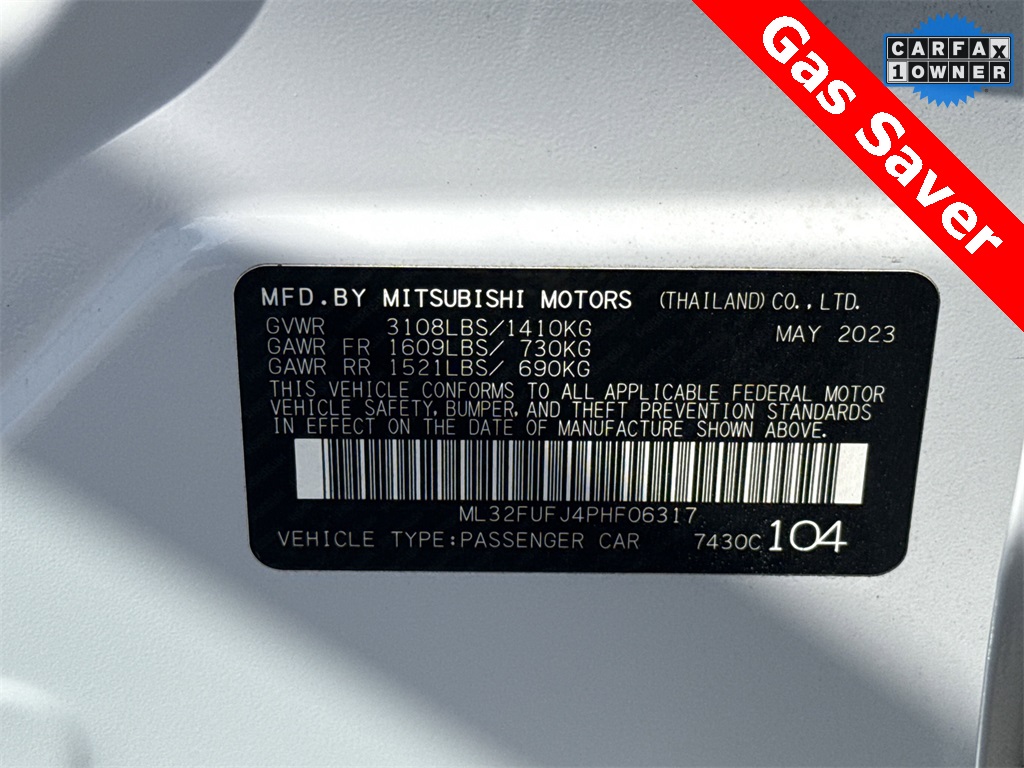 Gas Saver
CARFAX
1 OWNER
MFD.BY MITSUBISHI MOTORS (THAILAND) CO., LTD.
GVWR 3108LBS/1410KG MAY 2023
GAWR FR 1609LBS/ 730KG
GAWR RR 1521LBS/ 690KG
THIS VEHICLE CONFORMS TO ALL APPLICABLE FEDERAL MOTOR
VEHICLE SAFETY, BUMPER, AND THEFT PREVENTION STANDARDS
IN EFFECT ON THE DATE OF MANUFACTURE SHOWN ABOVE.
ML32FUFJ4PHF06317
VEHICLE TYPE:PASSENGER CAR 7430C 104